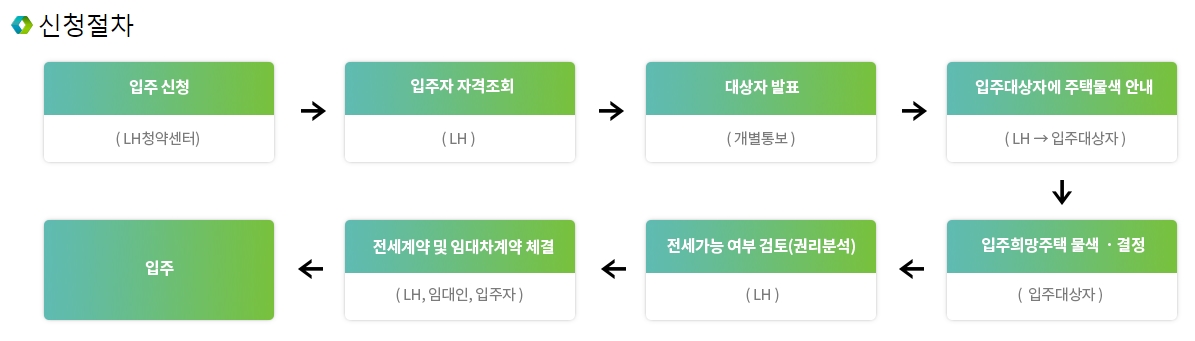 신청절차
입주 신청
( LH청약센터)
입주자 자격조회
( LH )
대상자 발표
( 개별통보 )
입주대상자에 주택물색 안내
( LH → 입주대상자 )
입주희망주택 물색 · 결정
( 입주대상자 )
전세가능 여부 검토(권리분석)
( LH )
전세계약 및 임대차계약 체결
( LH, 임대인, 입주자 )
입주